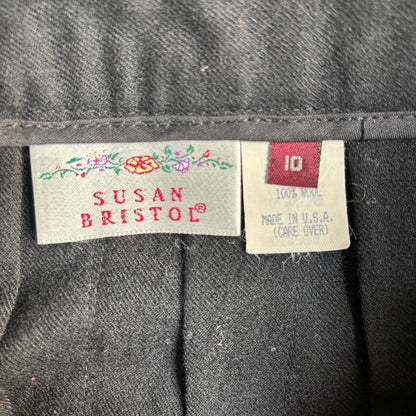 SUSAN
BRISTOL®
10
100% WOOL
MADE IN U.S.A.
(CARE OVER)